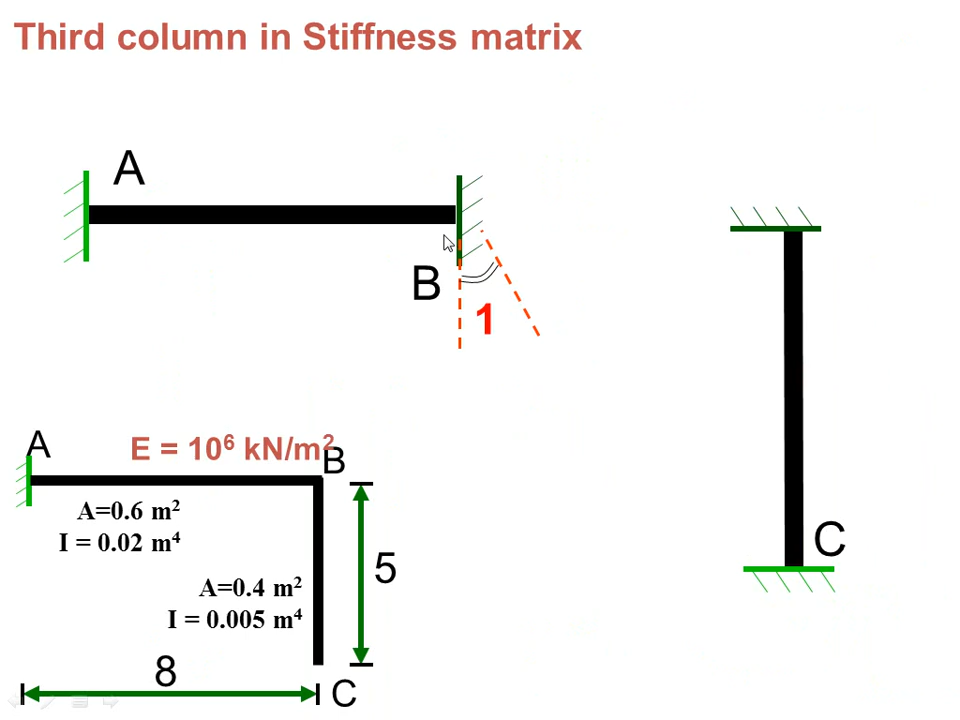 Third column in Stiffness matrix
A
B
1
C
A
E = 10⁶ kN/m²
B
A=0.6 m²
I = 0.02 m⁴
5
A=0.4 m²
I = 0.005 m⁴
8
C